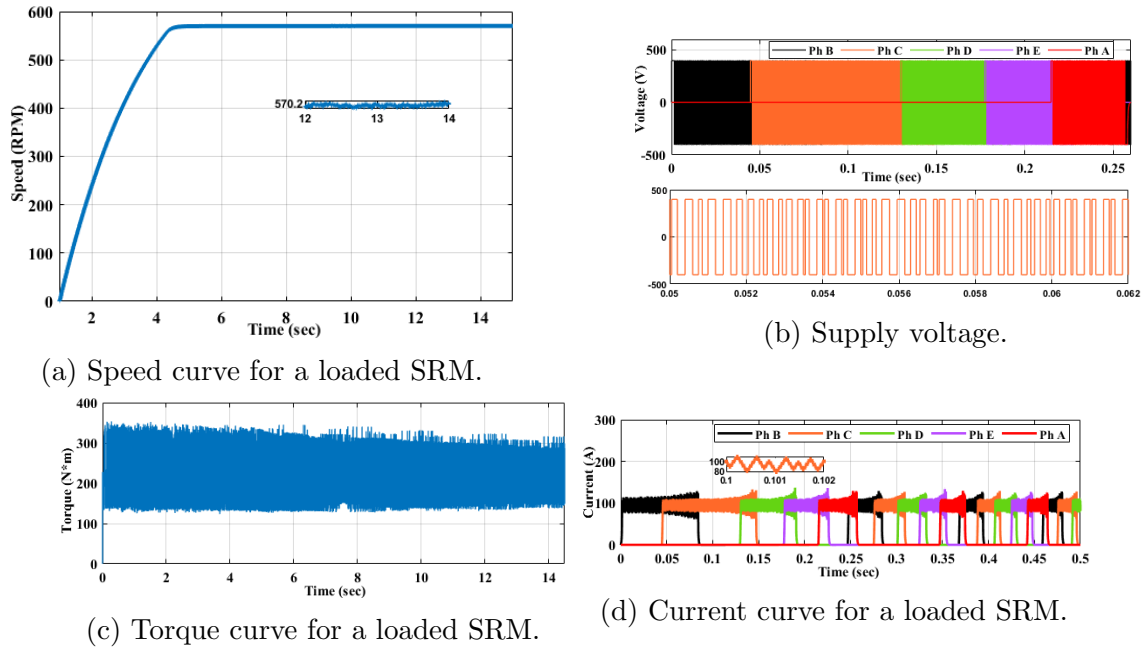 600
500
400
300
200
100
0
Speed (RPM)
570.2
12 13 14
2 4 6 8 10 12 14
Time (sec)
(a) Speed curve for a loaded SRM.
Ph B Ph C Ph D Ph E Ph A
500
0
-500
Voltage (V)
0 0.05 0.1 0.15 0.2 0.25
Time (sec)
500
0
-500
0.05 0.052 0.054 0.056 0.058 0.06 0.062
(b) Supply voltage.
400
300
200
100
0
Torque (N*m)
0 2 4 6 8 10 12 14
Time (sec)
(c) Torque curve for a loaded SRM.
300
200
100
0
Current (A)
Ph B Ph C Ph D Ph E Ph A
100
80
0.1 0.101 0.102
0 0.05 0.1 0.15 0.2 0.25 0.3 0.35 0.4 0.45 0.5
Time (sec)
(d) Current curve for a loaded SRM.